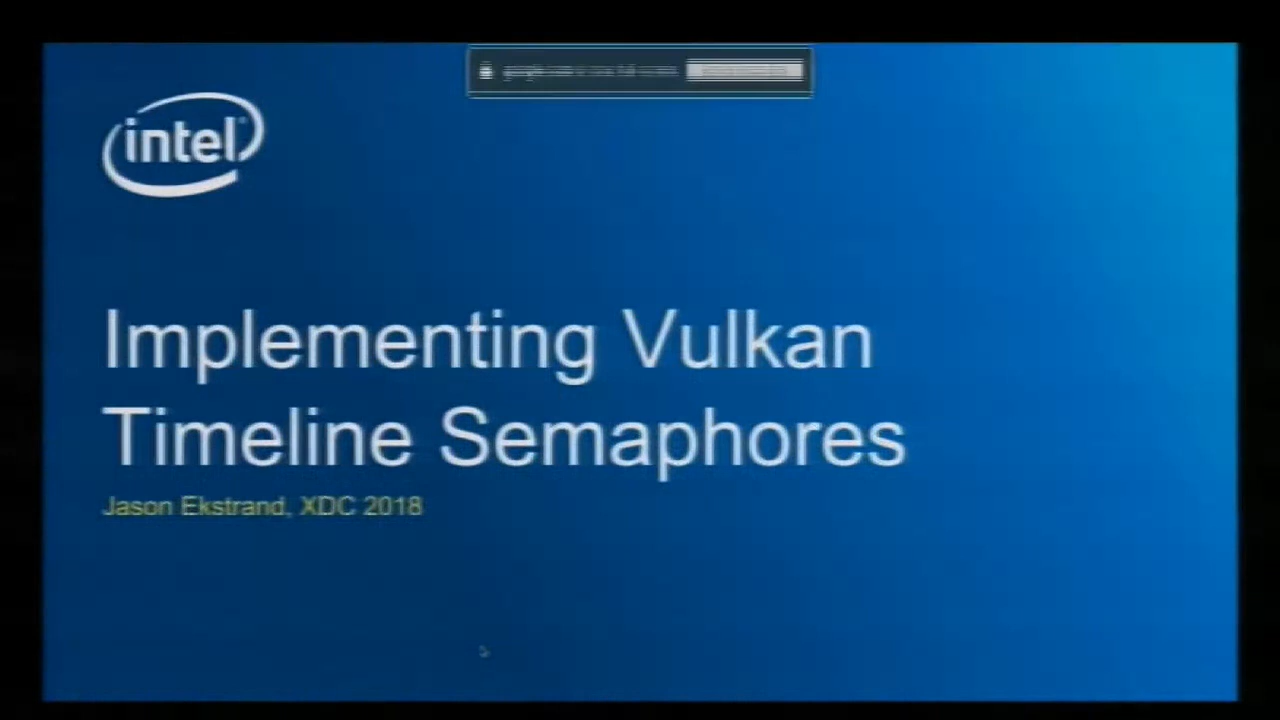 intel
Implementing Vulkan
Timeline Semaphores
Jason Ekstrand, XDC 2018